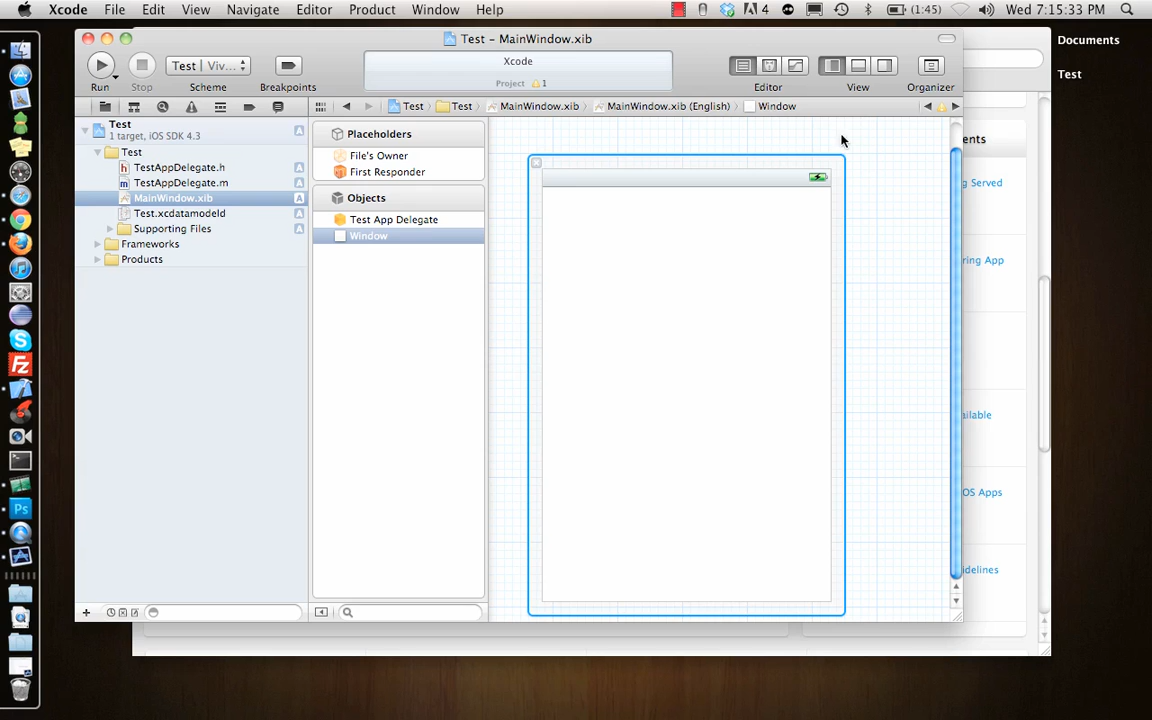 Xcode File Edit View Navigate Editor Product Window Help
4 (1:45) Wed 7:15:33 PM
Documents
Test
Test – MainWindow.xib
Run
Stop
Test | Viv...
Scheme
Breakpoints
Xcode
Project 1
Editor
View
Organizer
Test
1 target, iOS SDK 4.3
A
Test
TestAppDelegate.h A
TestAppDelegate.m A
MainWindow.xib A
Test.xcdatamodeld A
Supporting Files A
Frameworks
Products
Test Test MainWindow.xib MainWindow.xib (English) Window
Placeholders
File's Owner
First Responder
Objects
Test App Delegate
Window
ents
g Served
ring App
ailable
OS Apps
idelines
Ps
Fz